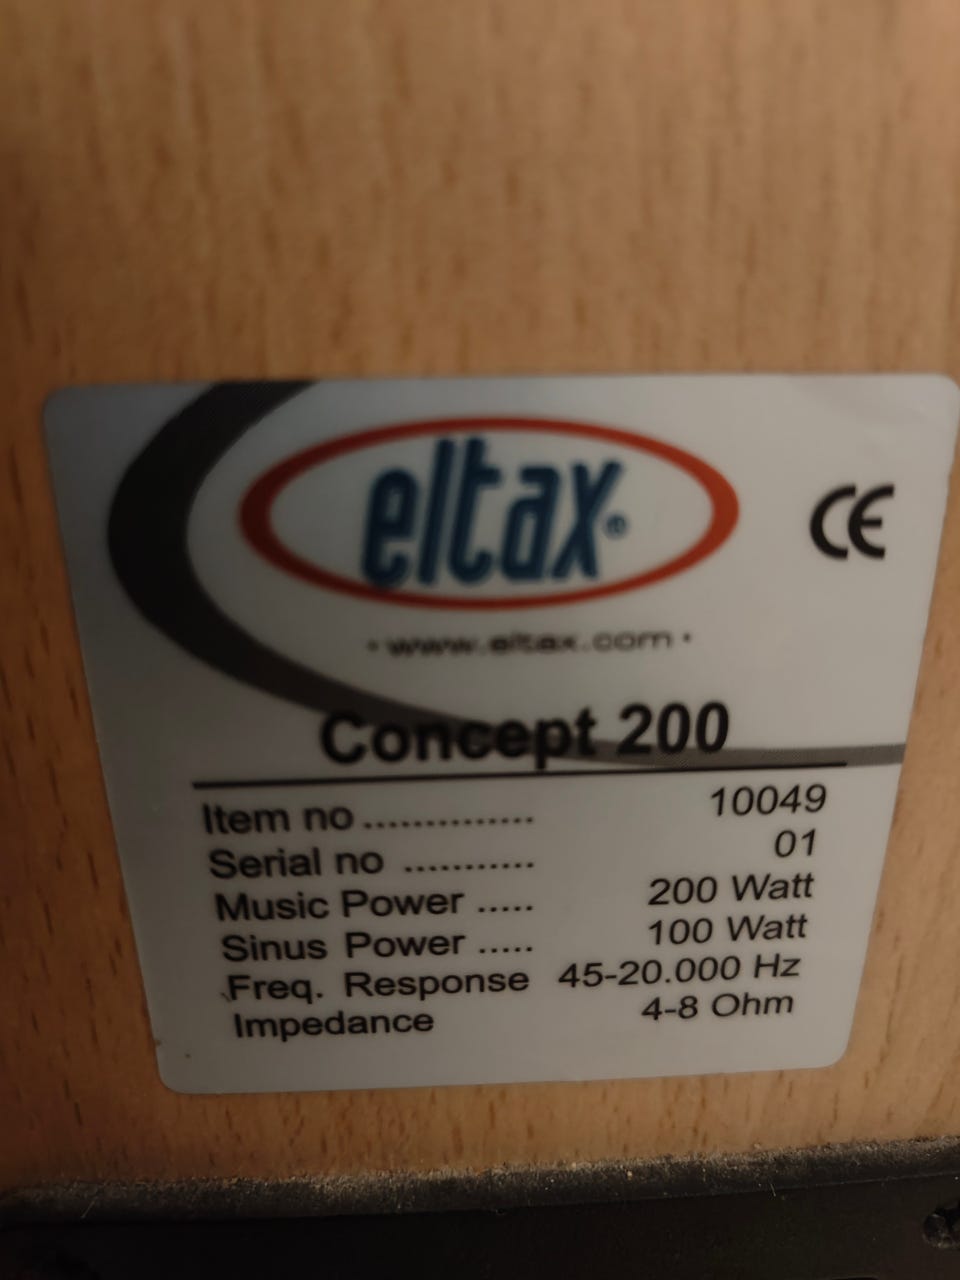 eltax®
CE
· www.eltax.com ·
Concept 200
Item no .............. 10049
Serial no ........... 01
Music Power ..... 200 Watt
Sinus Power ..... 100 Watt
Freq. Response 45-20.000 Hz
Impedance 4-8 Ohm